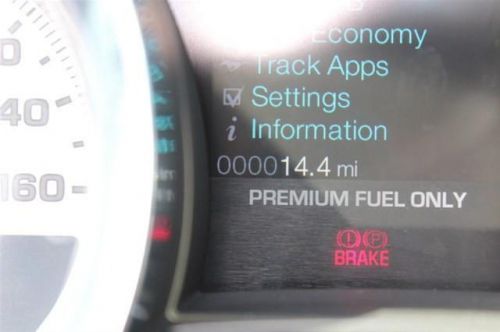 Economy
Track Apps
Settings
i Information
000014.4 mi
PREMIUM FUEL ONLY
BRAKE
40
160